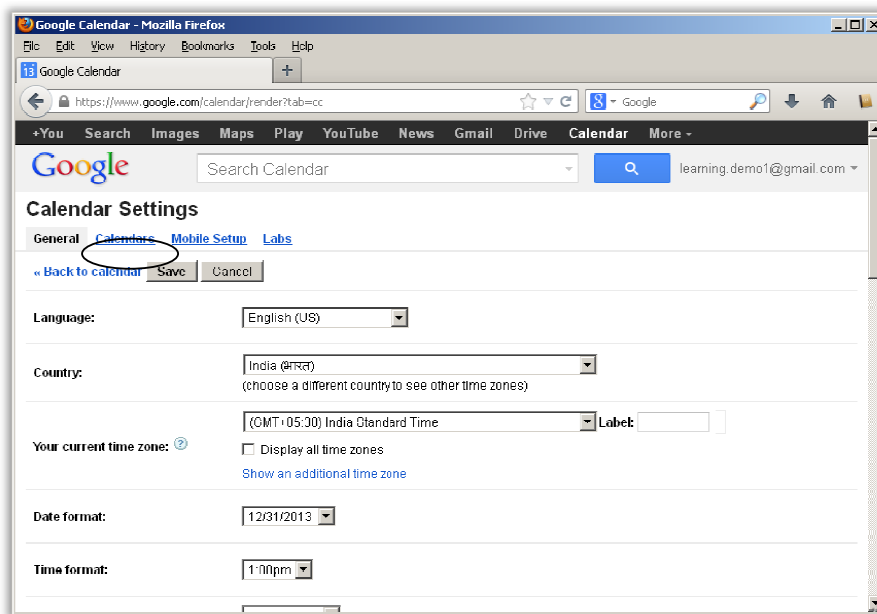 Google Calendar - Mozilla Firefox
File Edit View History Bookmarks Tools Help
13 Google Calendar +
https://www.google.com/calendar/render?tab=cc
8 Google
+You Search Images Maps Play YouTube News Gmail Drive Calendar More
Google Search Calendar learning.demo1@gmail.com
Calendar Settings
General Calendars Mobile Setup Labs
« Back to calendar Save Cancel
Language: English (US)
Country: India (भारत)
(choose a different country to see other time zones)
(GMT+05:30) India Standard Time Label:
Your current time zone: ?
Display all time zones
Show an additional time zone
Date format: 12/31/2013
Time format: 1:00pm